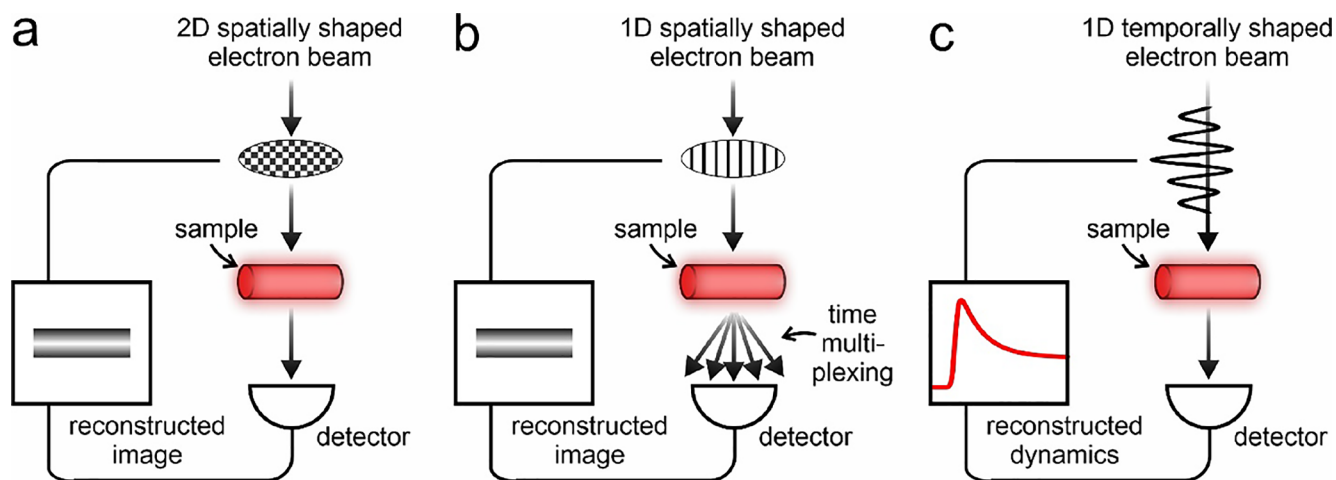 a
2D spatially shaped
electron beam
sample
reconstructed
image
detector
b
1D spatially shaped
electron beam
sample
time
multi-
plexing
reconstructed
image
detector
c
1D temporally shaped
electron beam
sample
reconstructed
dynamics
detector